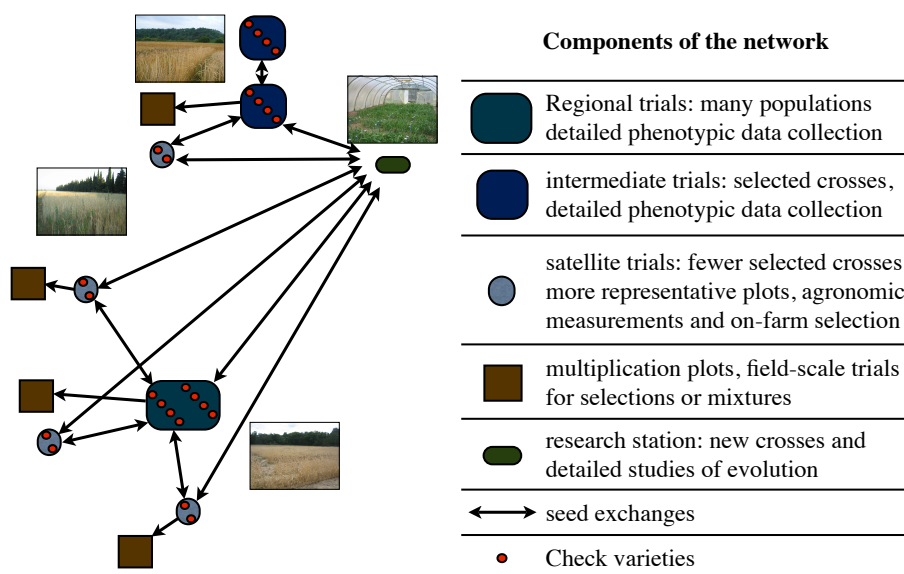 Components of the network
Regional trials: many populations
detailed phenotypic data collection
intermediate trials: selected crosses,
detailed phenotypic data collection
satellite trials: fewer selected crosses
more representative plots, agronomic
measurements and on-farm selection
multiplication plots, field-scale trials
for selections or mixtures
research station: new crosses and
detailed studies of evolution
seed exchanges
Check varieties